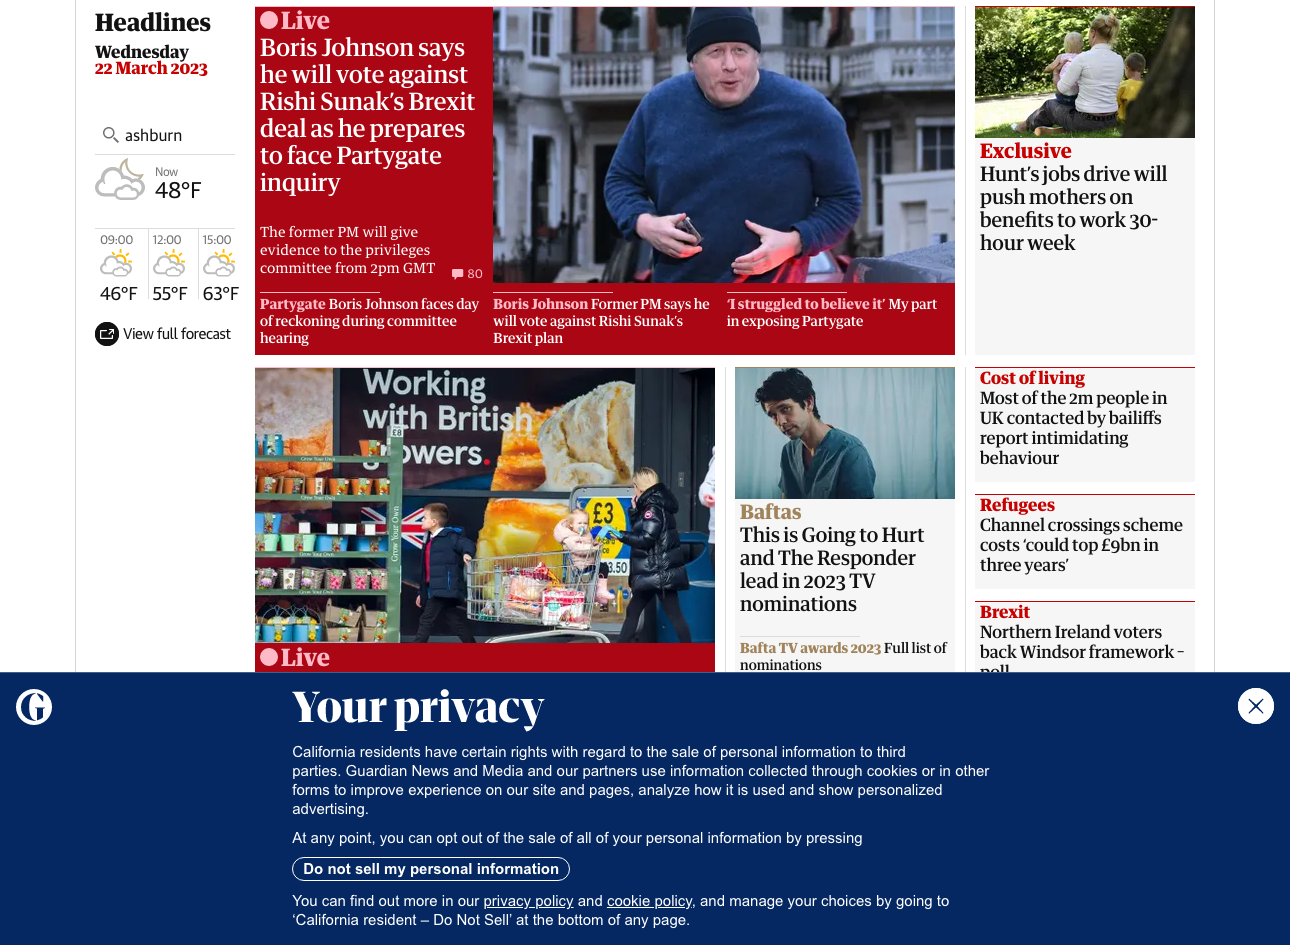 Headlines
Wednesday
22 March 2023
ashburn
Now
48°F
09:00
46°F
12:00
55°F
15:00
63°F
View full forecast
Live
Boris Johnson says
he will vote against
Rishi Sunak’s Brexit
deal as he prepares
to face Partygate
inquiry
The former PM will give
evidence to the privileges
committee from 2pm GMT
80
Partygate Boris Johnson faces day
of reckoning during committee
hearing
Boris Johnson Former PM says he
will vote against Rishi Sunak’s
Brexit plan
‘I struggled to believe it’ My part
in exposing Partygate
Exclusive
Hunt’s jobs drive will
push mothers on
benefits to work 30-
hour week
Working
with British
growers.
£8
Grow Your Own
Grow Your Own
Grow Your Own
£3
3.50
Live
Baftas
This is Going to Hurt
and The Responder
lead in 2023 TV
nominations
Bafta TV awards 2023 Full list of
nominations
Cost of living
Most of the 2m people in
UK contacted by bailiffs
report intimidating
behaviour
Refugees
Channel crossings scheme
costs ‘could top £9bn in
three years’
Brexit
Northern Ireland voters
back Windsor framework –
poll
G
Your privacy
California residents have certain rights with regard to the sale of personal information to third
parties. Guardian News and Media and our partners use information collected through cookies or in other
forms to improve experience on our site and pages, analyze how it is used and show personalized
advertising.
At any point, you can opt out of the sale of all of your personal information by pressing
Do not sell my personal information
You can find out more in our privacy policy and cookie policy, and manage your choices by going to
‘California resident – Do Not Sell’ at the bottom of any page.